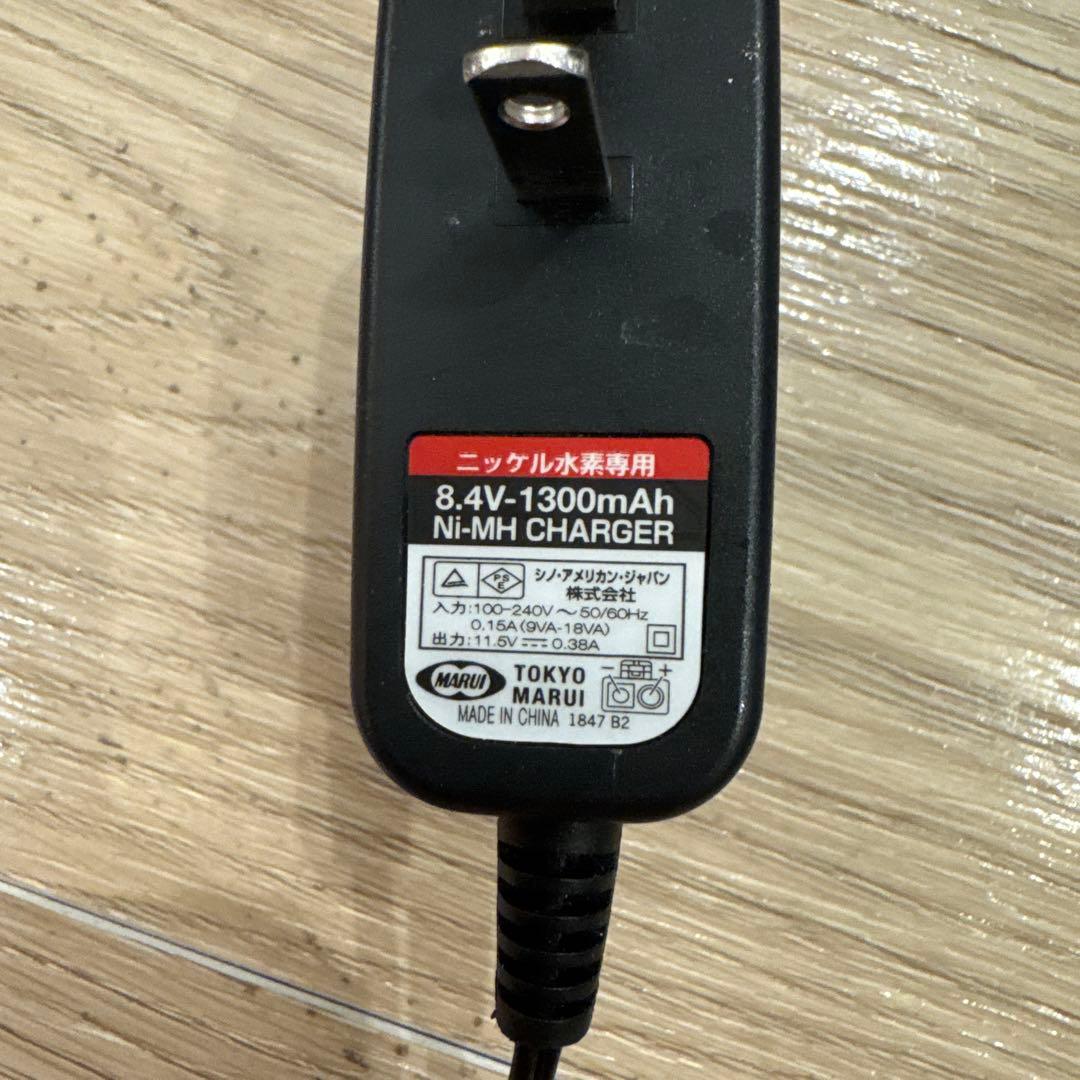 ニッケル水素専用
8.4V-1300mAh
Ni-MH CHARGER
PS
E
シノ・アメリカン・ジャパン
株式会社
入力:100-240V～50/60Hz
0.15A(9VA-18VA)
出力:11.5V⎓0.38A
MARUI
TOKYO
MARUI
− +
MADE IN CHINA 1847 B2